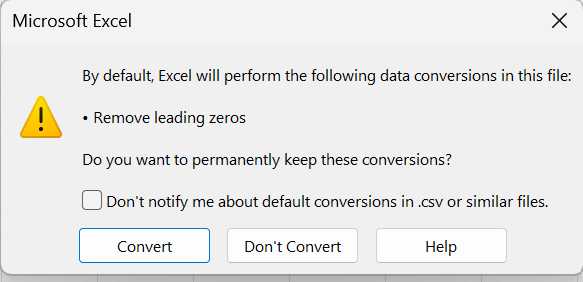 Microsoft Excel
By default, Excel will perform the following data conversions in this file:
• Remove leading zeros
Do you want to permanently keep these conversions?
Don't notify me about default conversions in .csv or similar files.
Convert Don't Convert Help